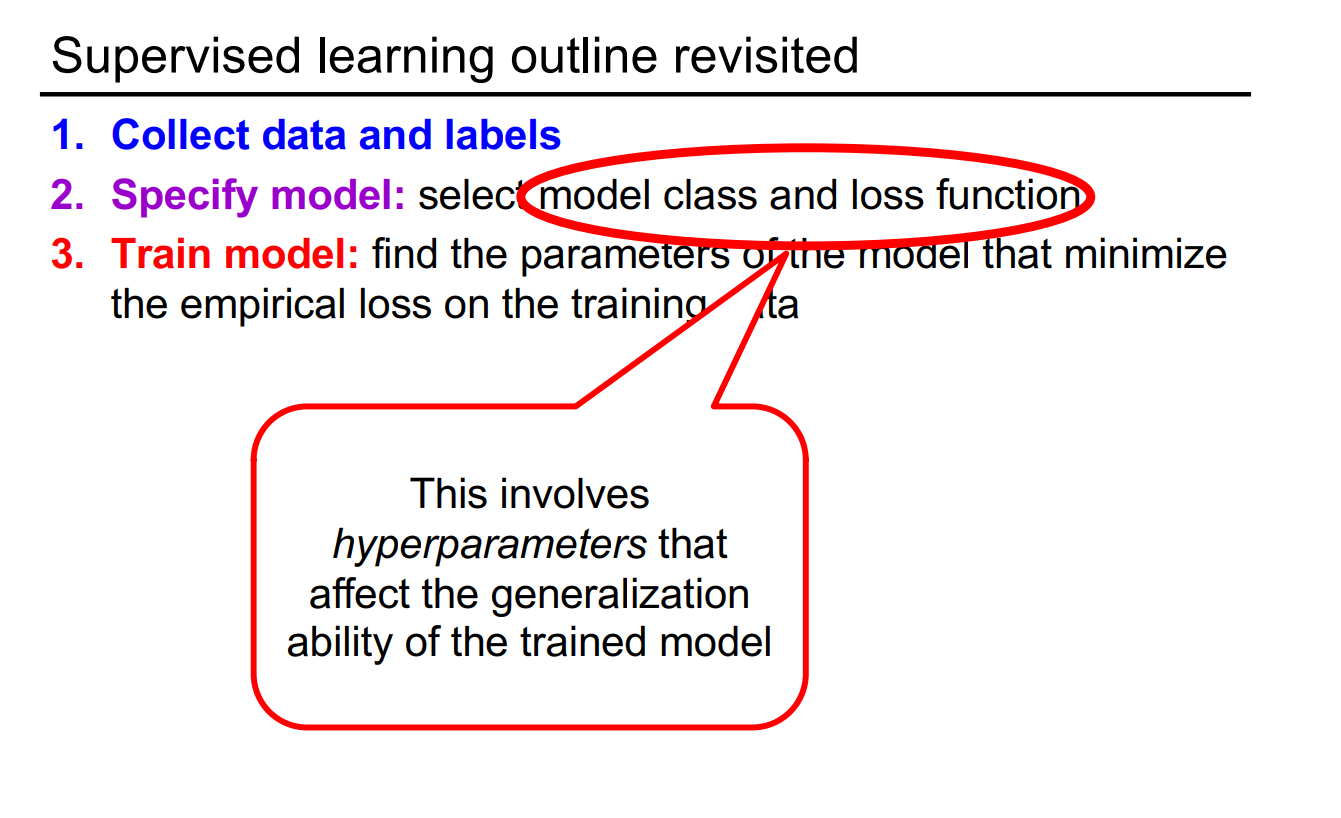 Supervised learning outline revisited
1. Collect data and labels
2. Specify model: select model class and loss function
3. Train model: find the parameters of the model that minimize
the empirical loss on the training data
This involves
hyperparameters that
affect the generalization
ability of the trained model